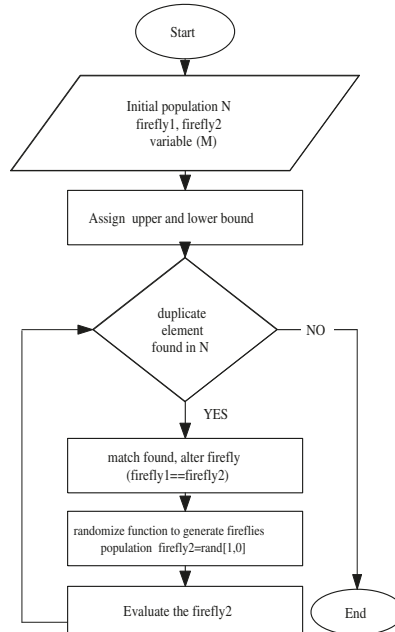 Start
Initial population N
firefly1, firefly2
variable (M)
Assign upper and lower bound
duplicate
element
found in N
NO
YES
match found, alter firefly
(firefly1==firefly2)
randomize function to generate fireflies
population firefly2=rand[1,0]
Evaluate the firefly2
End